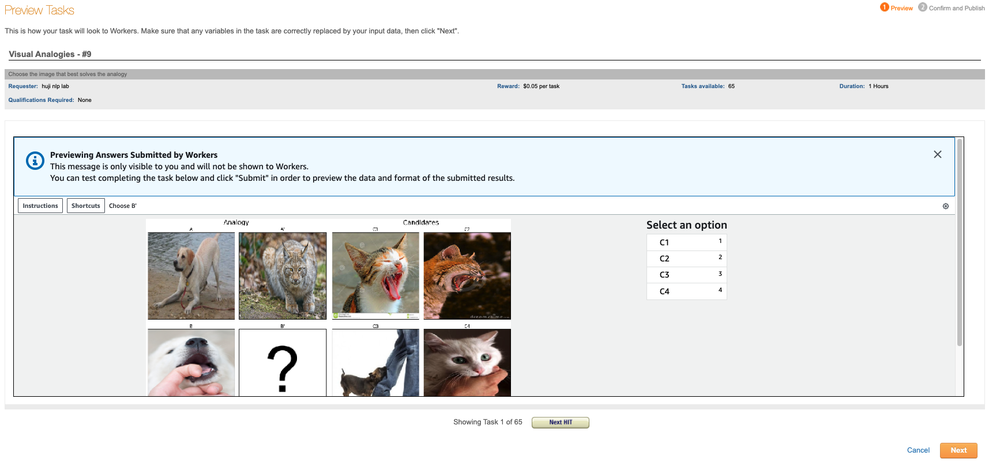 Preview Tasks
1 Preview 2 Confirm and Publish
This is how your task will look to Workers. Make sure that any variables in the task are correctly replaced by your input data, then click "Next".
Visual Analogies - #9
Choose the image that best solves the analogy
Requester: huji nlp lab Reward: $0.05 per task Tasks available: 65 Duration: 1 Hours
Qualifications Required: None
Previewing Answers Submitted by Workers
This message is only visible to you and will not be shown to Workers.
You can test completing the task below and click "Submit" in order to preview the data and format of the submitted results.
Instructions Shortcuts Choose B'
Analogy Candidates
A A' C1 C2
dreamstime
B B' C3 C4
?
Select an option
C1 1
C2 2
C3 3
C4 4
Showing Task 1 of 65 Next HIT
Cancel Next